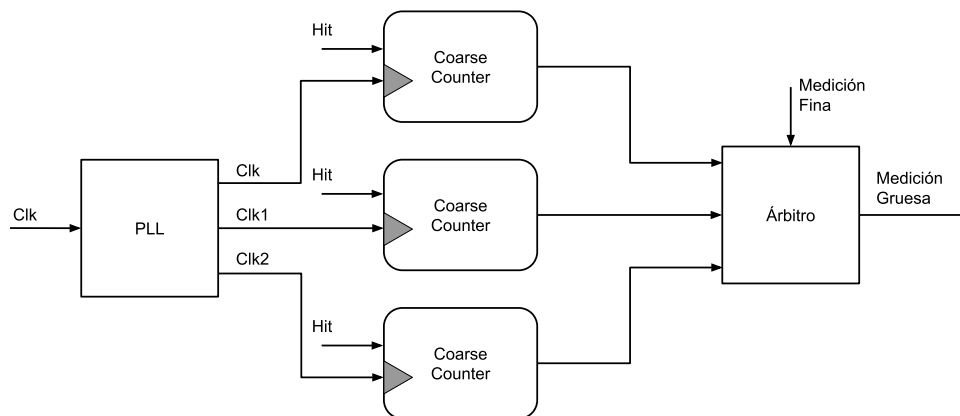 Hit
Coarse
Counter
Medición
Fina
Clk
Clk
Hit
Coarse
Counter
Medición
Gruesa
Clk1
PLL
Árbitro
Clk2
Hit
Coarse
Counter